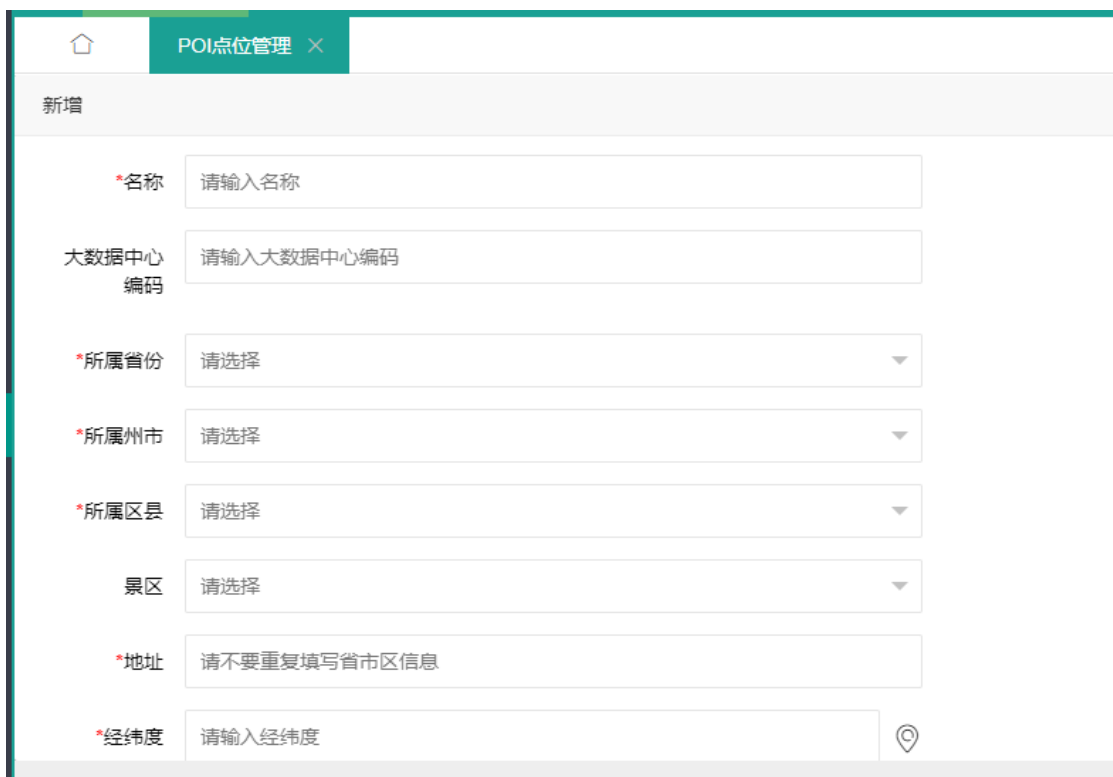 POI点位管理
新增
*名称 请输入名称
大数据中心 请输入大数据中心编码
编码
*所属省份 请选择
*所属州市 请选择
*所属区县 请选择
景区 请选择
*地址 请不要重复填写省市区信息
*经纬度 请输入经纬度